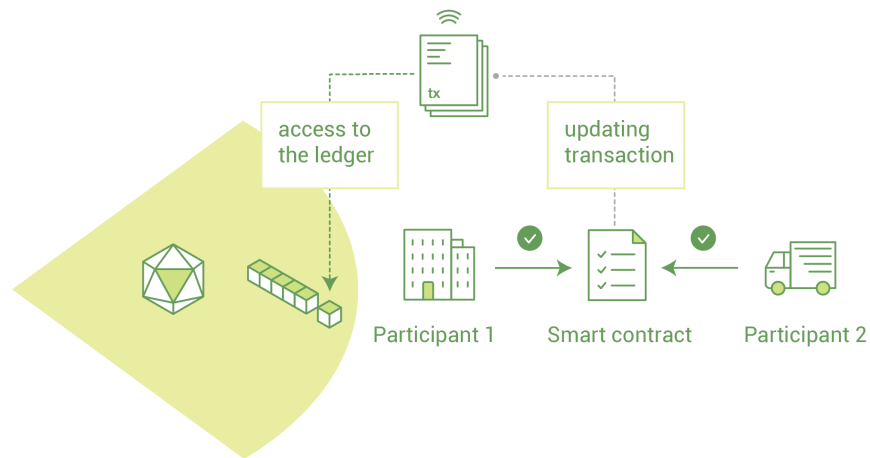 tx
access to
the ledger
updating
transaction
Participant 1
Smart contract
Participant 2